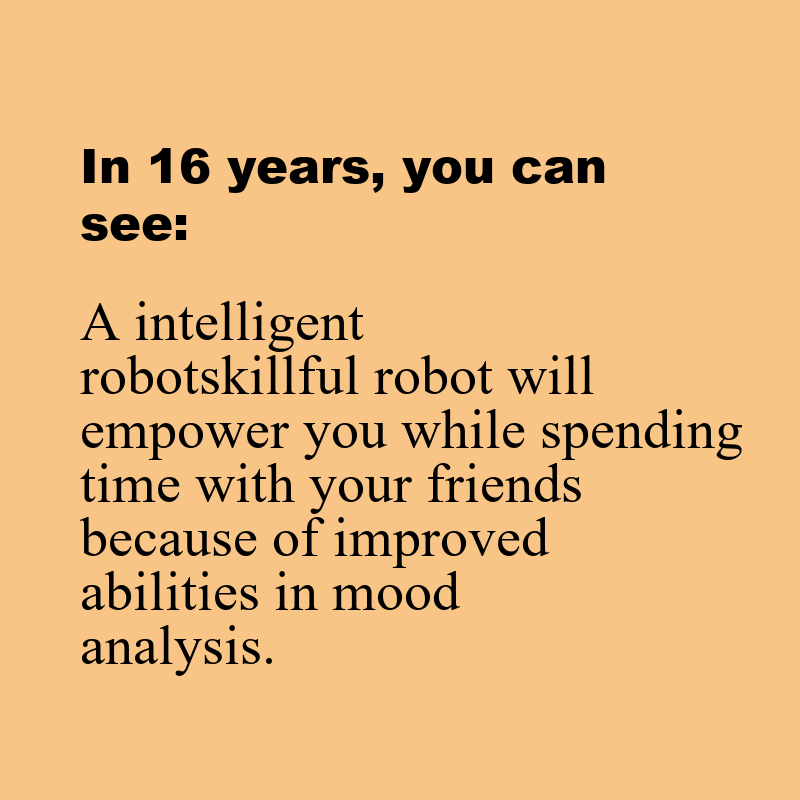 In 16 years, you can
see:
A intelligent
robotskillful robot will
empower you while spending
time with your friends
because of improved
abilities in mood
analysis.